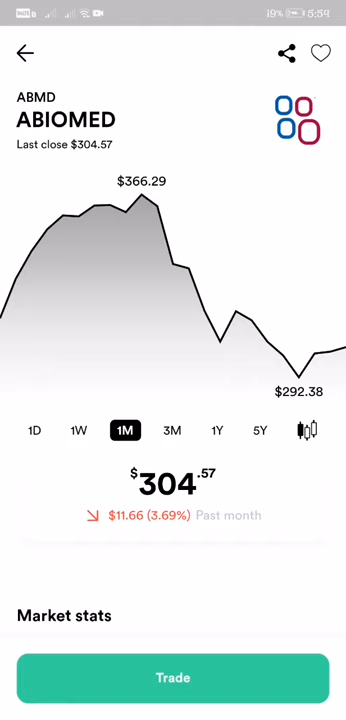 19% 5:59
ABMD
ABIOMED
Last close $304.57
$366.29
$292.38
1D 1W 1M 3M 1Y 5Y
$304.57
$11.66 (3.69%) Past month
Market stats
Trade